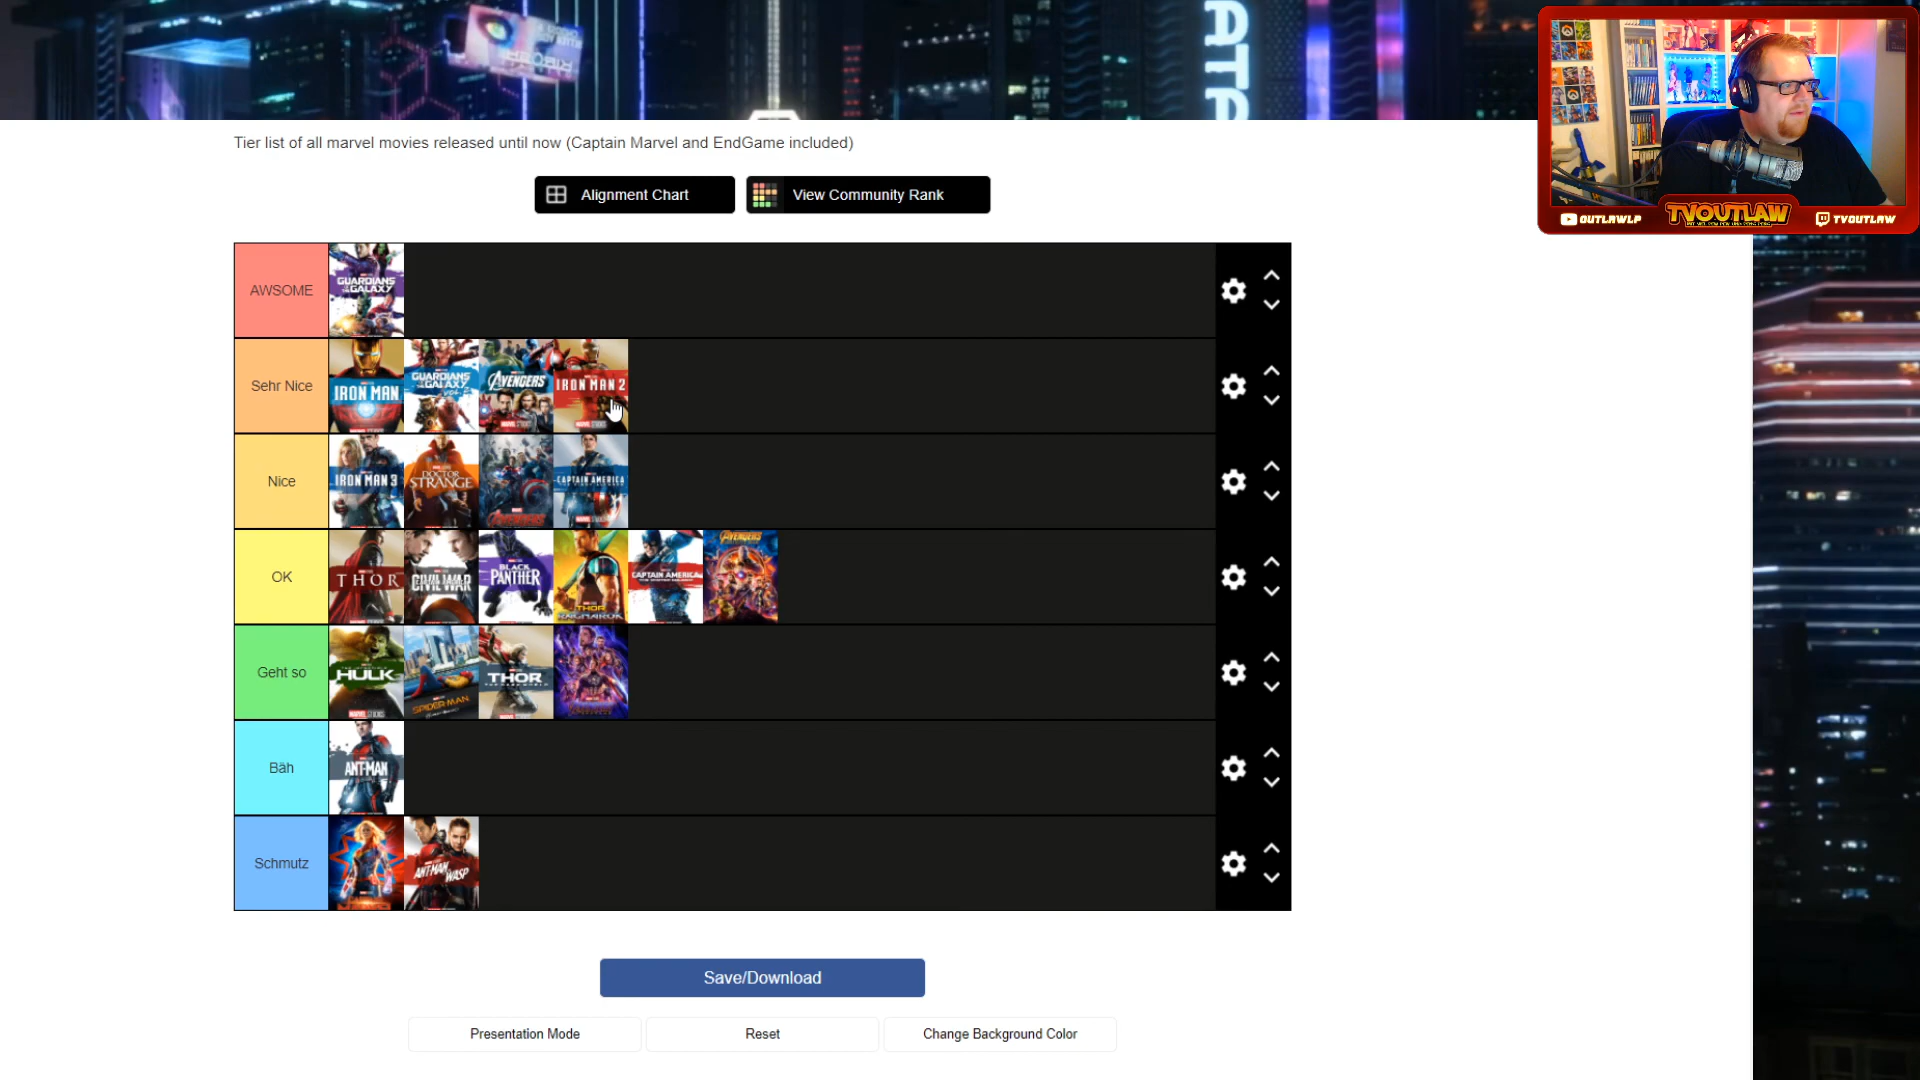 ATA
OUTLAWLP
TVOUTLAW
TVOUTLAW
Tier list of all marvel movies released until now (Captain Marvel and EndGame included)
Alignment Chart
View Community Rank
AWSOME
GUARDIANS
GALAXY
Sehr Nice
IRON MAN
GUARDIANS
GALAXY
AVENGERS
IRON MAN 2
Nice
IRON MAN 3
DOCTOR
STRANGE
AVENGERS
CAPTAIN AMERICA
OK
THOR
CIVIL WAR
BLACK
PANTHER
THOR
RAGNAROK
CAPTAIN AMERICA
AVENGERS
Geht so
HULK
SPIDER-MAN
THOR
Bäh
ANT-MAN
Schmutz
ANT-MAN
WASP
Save/Download
Presentation Mode
Reset
Change Background Color